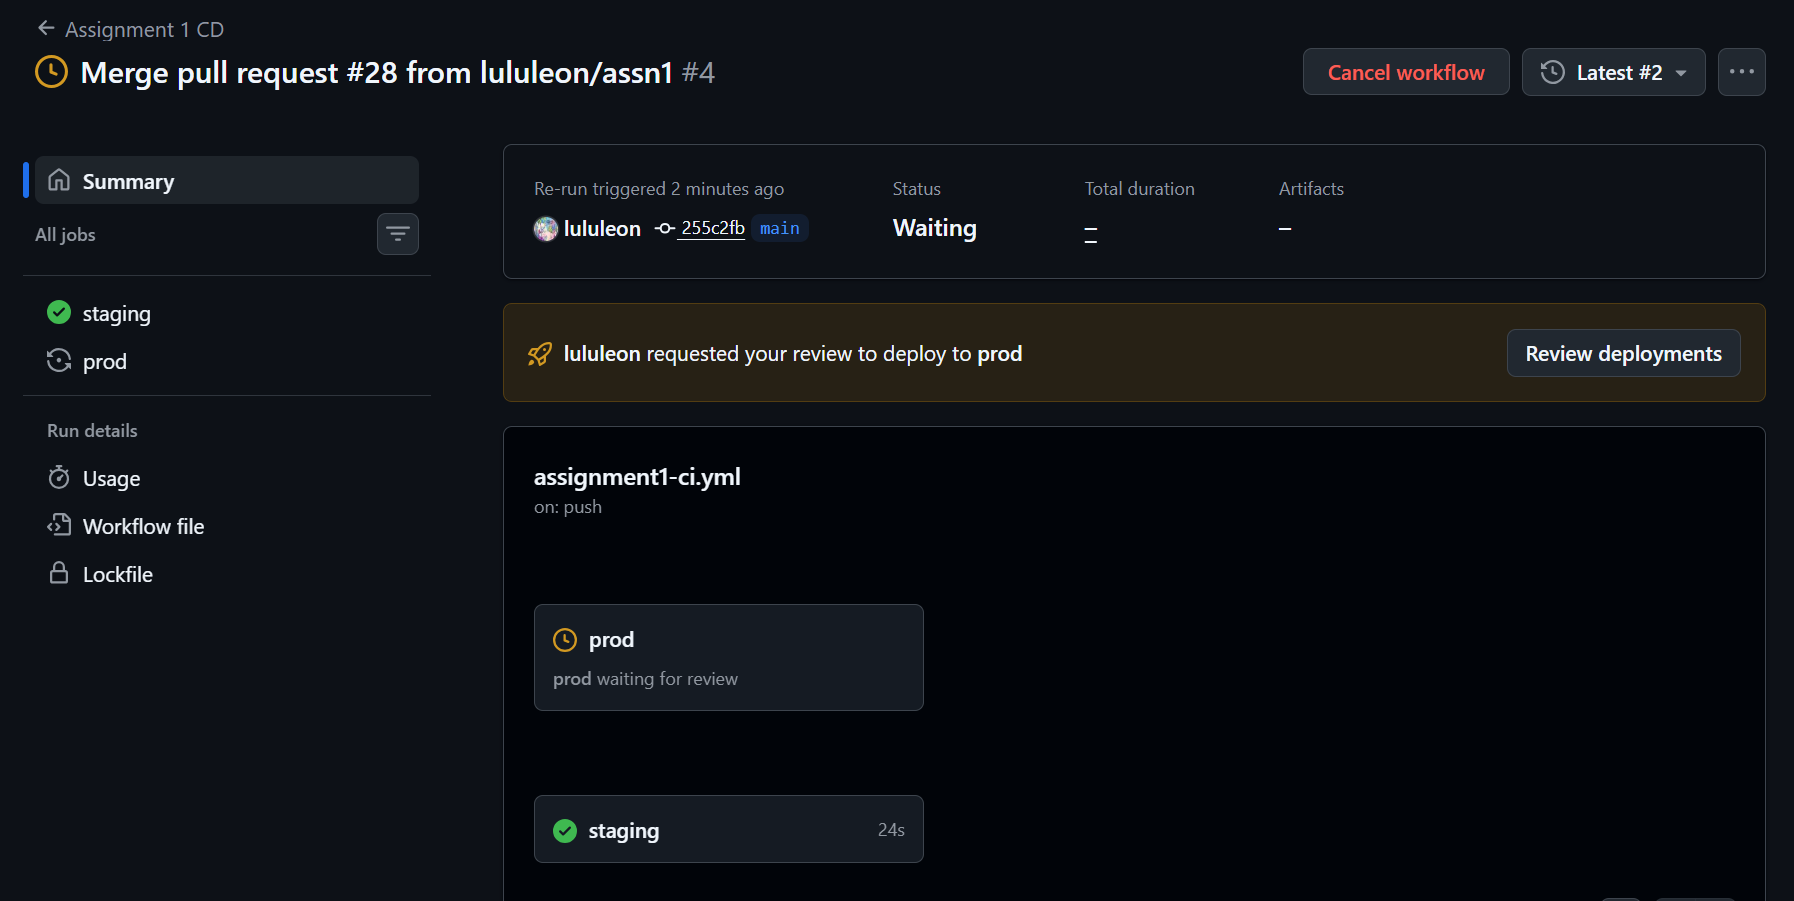 Assignment 1 CD
Merge pull request #28 from lululeon/assn1 #4
Cancel workflow
Latest #2
Summary
All jobs
staging
prod
Run details
Usage
Workflow file
Lockfile
Re-run triggered 2 minutes ago
lululeon 255c2fb main
Status
Waiting
Total duration
–
Artifacts
–
lululeon requested your review to deploy to prod
Review deployments
assignment1-ci.yml
on: push
prod
prod waiting for review
staging 24s